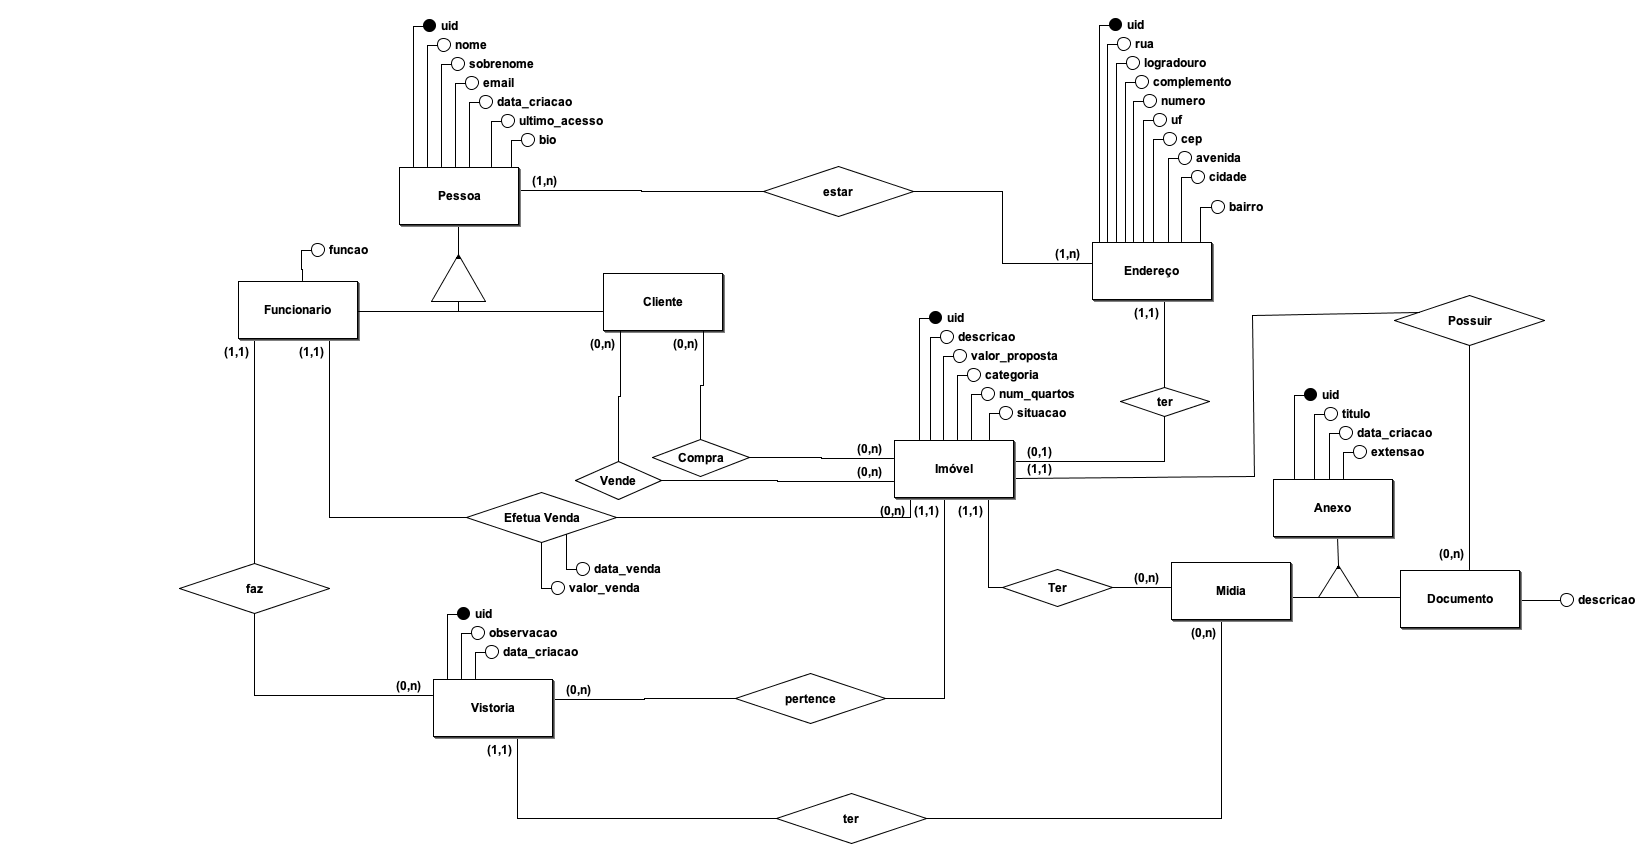 uid
nome
sobrenome
email
data_criacao
ultimo_acesso
bio
Pessoa
(1,n)
estar
(1,n)
uid
rua
logradouro
complemento
numero
uf
cep
avenida
cidade
bairro
Endereço
(1,1)
funcao
Funcionario
(1,1)
(1,1)
Cliente
(0,n)
(0,n)
uid
descricao
valor_proposta
categoria
num_quartos
situacao
ter
Possuir
Compra
(0,n)
Vende
(0,n)
Imóvel
(0,1)
(1,1)
(0,n)
(1,1)
(1,1)
uid
titulo
data_criacao
extensao
Anexo
(0,n)
Efetua Venda
data_venda
valor_venda
faz
Ter
(0,n)
Midia
(0,n)
Documento
descricao
uid
observacao
data_criacao
(0,n)
Vistoria
(0,n)
(1,1)
pertence
ter